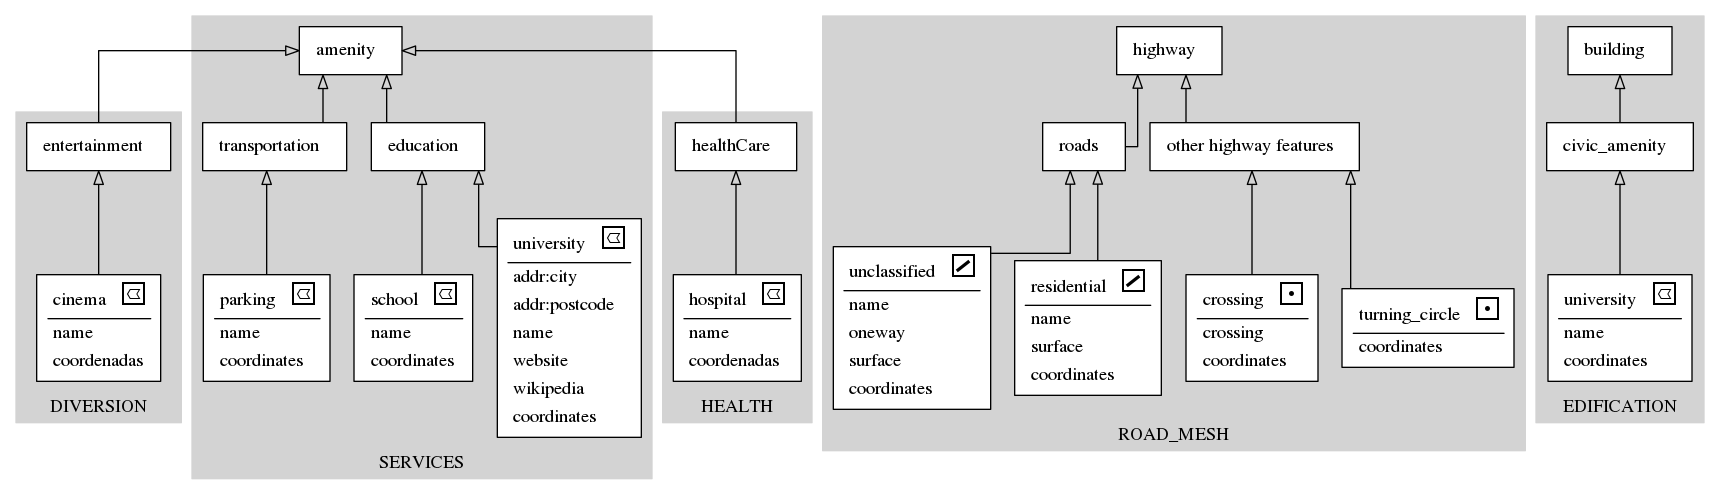 amenity
highway
building
entertainment
transportation
education
healthCare
roads
other highway features
civic_amenity
cinema
name
coordenadas
DIVERSION
parking
name
coordinates
school
name
coordinates
university
addr:city
addr:postcode
name
website
wikipedia
coordinates
SERVICES
hospital
name
coordenadas
HEALTH
unclassified
name
oneway
surface
coordinates
residential
name
surface
coordinates
crossing
crossing
coordinates
turning_circle
coordinates
ROAD_MESH
university
name
coordinates
EDIFICATION